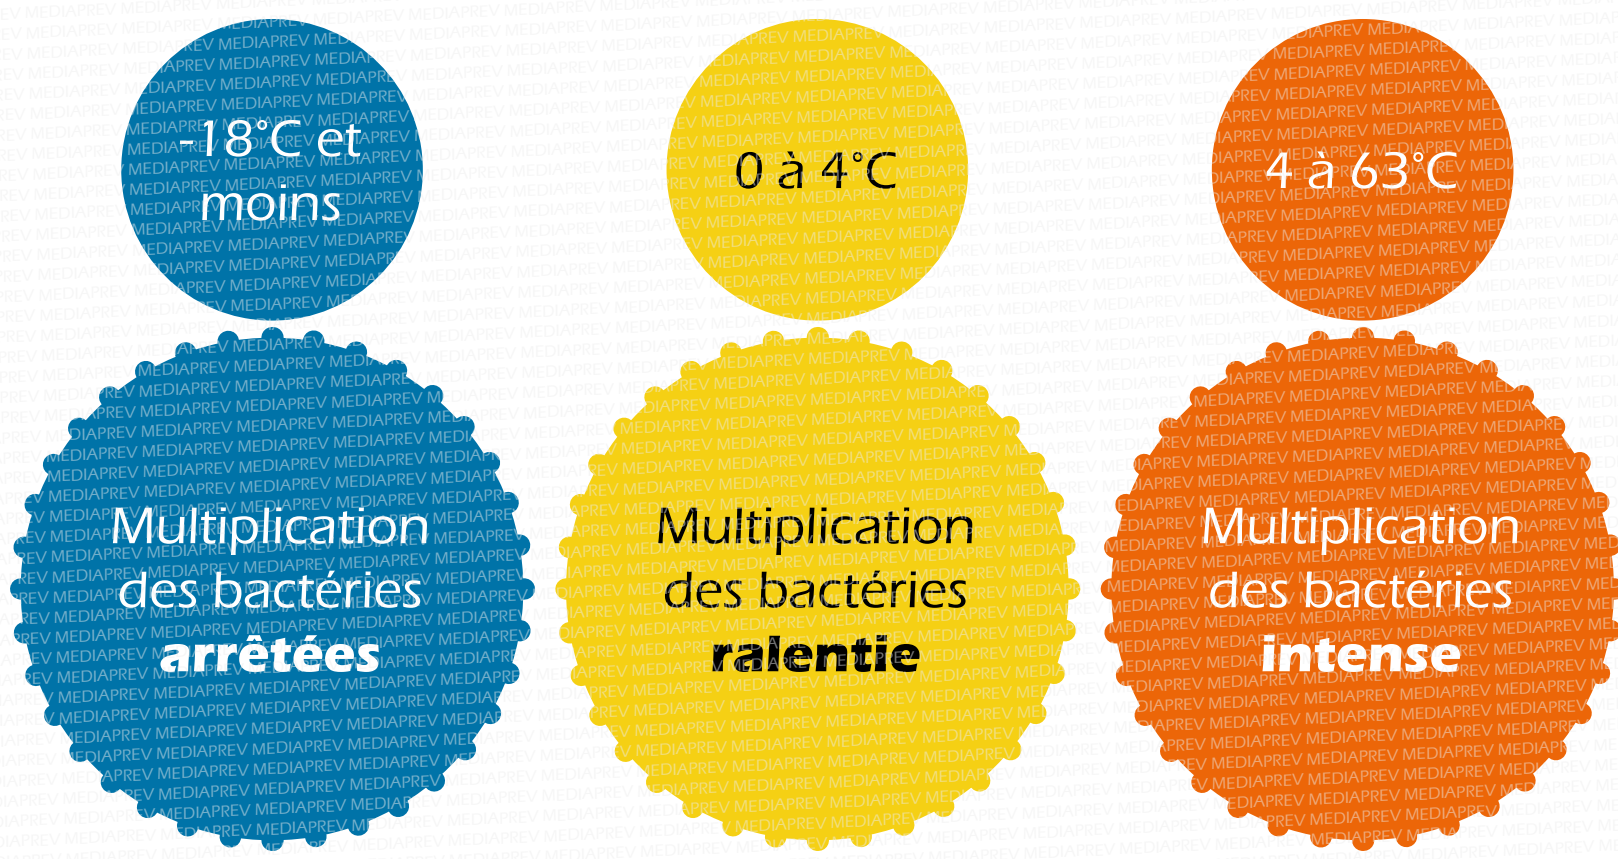 -18°C et
moins
0 à 4°C
4 à 63°C
Multiplication
des bactéries
arrêtées
Multiplication
des bactéries
ralentie
Multiplication
des bactéries
intense
MEDIAPREV